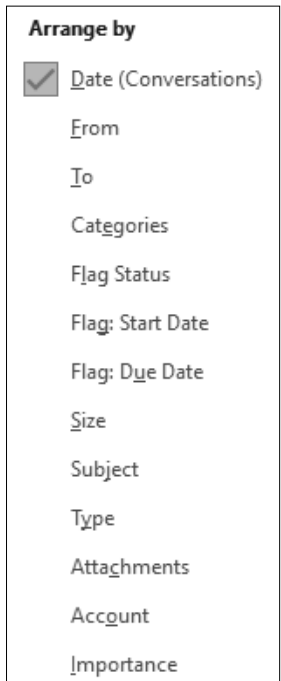 Arrange by
Date (Conversations)
From
To
Categories
Flag Status
Flag: Start Date
Flag: Due Date
Size
Subject
Type
Attachments
Account
Importance